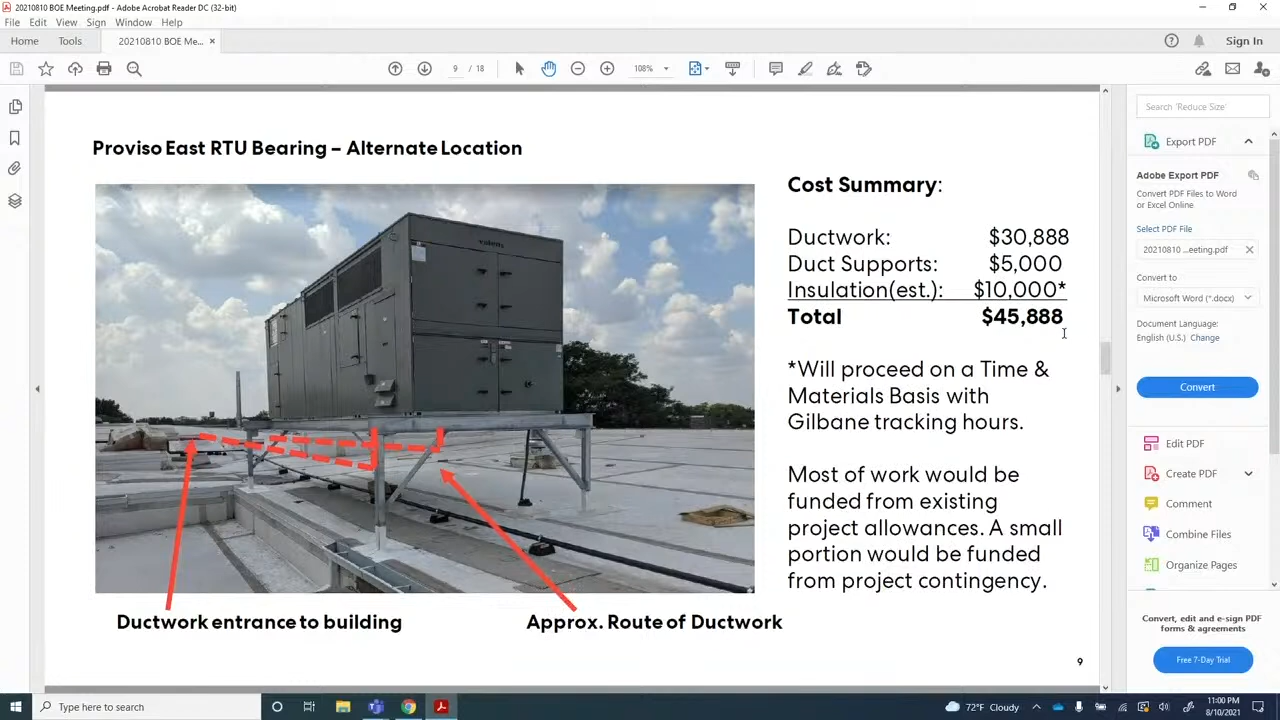 20210810 BOE Meeting.pdf - Adobe Acrobat Reader DC (32-bit)
File Edit View Sign Window Help
Home Tools 20210810 BOE Me... ×
Sign In
9 / 18
108%
Search 'Reduce Size'
Export PDF
Adobe Export PDF
Convert PDF Files to Word
or Excel Online
Select PDF File
20210810 ...eeting.pdf
Convert to
Microsoft Word (*.docx)
Document Language:
English (U.S.) Change
Convert
Edit PDF
Create PDF
Comment
Combine Files
Organize Pages
Convert, edit and e-sign PDF
forms & agreements
Free 7-Day Trial
Proviso East RTU Bearing – Alternate Location
Cost Summary:
Ductwork: $30,888
Duct Supports: $5,000
Insulation(est.): $10,000*
Total $45,888
*Will proceed on a Time &
Materials Basis with
Gilbane tracking hours.
Most of work would be
funded from existing
project allowances. A small
portion would be funded
from project contingency.
Ductwork entrance to building
Approx. Route of Ductwork
9
Type here to search
72°F Cloudy
11:00 PM
8/10/2021